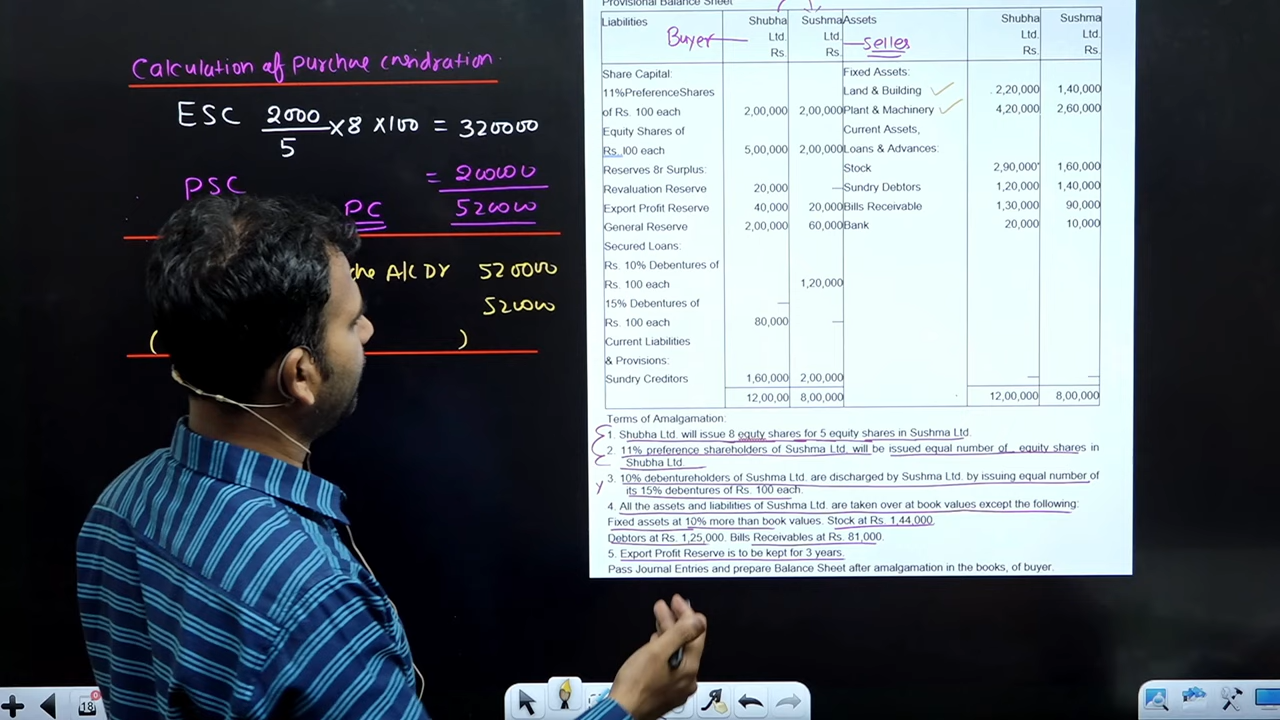 Provisional Balance Sheet
Calculation of purchase
ESC 2000/5 ×8 ×100 = 320000
PSC = 200000
PC 520000
A/C Dr 520000
520000
( )
Buyer
Seller
Liabilities Shubha Ltd. Rs. Sushma Ltd. Rs. Assets Shubha Ltd. Rs. Sushma Ltd. Rs.
Share Capital: Fixed Assets:
11%PreferenceShares Land & Building 2,20,000 1,40,000
of Rs. 100 each 2,00,000 2,00,000 Plant & Machinery 4,20,000 2,60,000
Equity Shares of Current Assets,
Rs. l00 each 5,00,000 2,00,000 Loans & Advances:
Reserves 8r Surplus: Stock 2,90,000 1,60,000
Revaluation Reserve 20,000 — Sundry Debtors 1,20,000 1,40,000
Export Profit Reserve 40,000 20,000 Bills Receivable 1,30,000 90,000
General Reserve 2,00,000 60,000 Bank 20,000 10,000
Secured Loans:
Rs. 10% Debentures of
Rs. 100 each 1,20,000
15% Debentures of —
Rs. 100 each 80,000 —
Current Liabilities
& Provisions:
Sundry Creditors 1,60,000 2,00,000 — —
12,00,00 8,00,000 12,00,000 8,00,000
Terms of Amalgamation:
1. Shubha Ltd. will issue 8 equty shares for 5 equity shares in Sushma Ltd.
2. 11% preference shareholders of Sushma Ltd. will be issued equal number of equity shares in
Shubha Ltd.
3. 10% debentureholders of Sushma Ltd. are discharged by Sushma Ltd. by issuing equal number of
its 15% debentures of Rs. 100 each.
4. All the assets and liabilities of Sushma Ltd. are taken over at book values except the following:
Fixed assets at 10% more than book values. Stock at Rs. 1,44,000.
Debtors at Rs. 1,25,000. Bills Receivables at Rs. 81,000.
5. Export Profit Reserve is to be kept for 3 years.
Pass Journal Entries and prepare Balance Sheet after amalgamation in the books, of buyer.
18